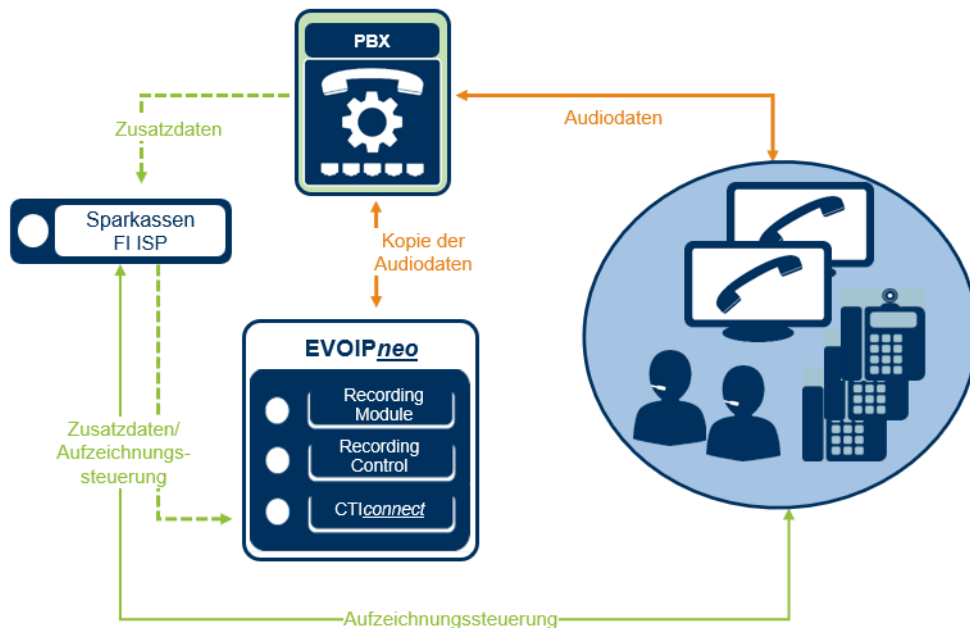 PBX
Zusatzdaten
Audiodaten
Sparkassen
FI ISP
Kopie der
Audiodaten
EVOIPneo
Recording
Module
Recording
Control
CTIconnect
Zusatzdaten/
Aufzeichnungs-
steuerung
Aufzeichnungssteuerung